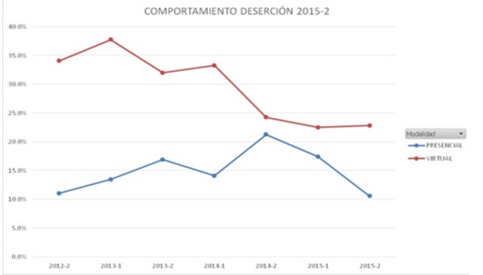 COMPORTAMIENTO DESERCIÓN 2015-2
40.0%
35.0%
30.0%
25.0%
20.0%
15.0%
10.0%
5.0%
0.0%
2012-2 2013-1 2013-2 2014-1 2014-2 2015-1 2015-2
Modalidad
PRESENCIAL
VIRTUAL